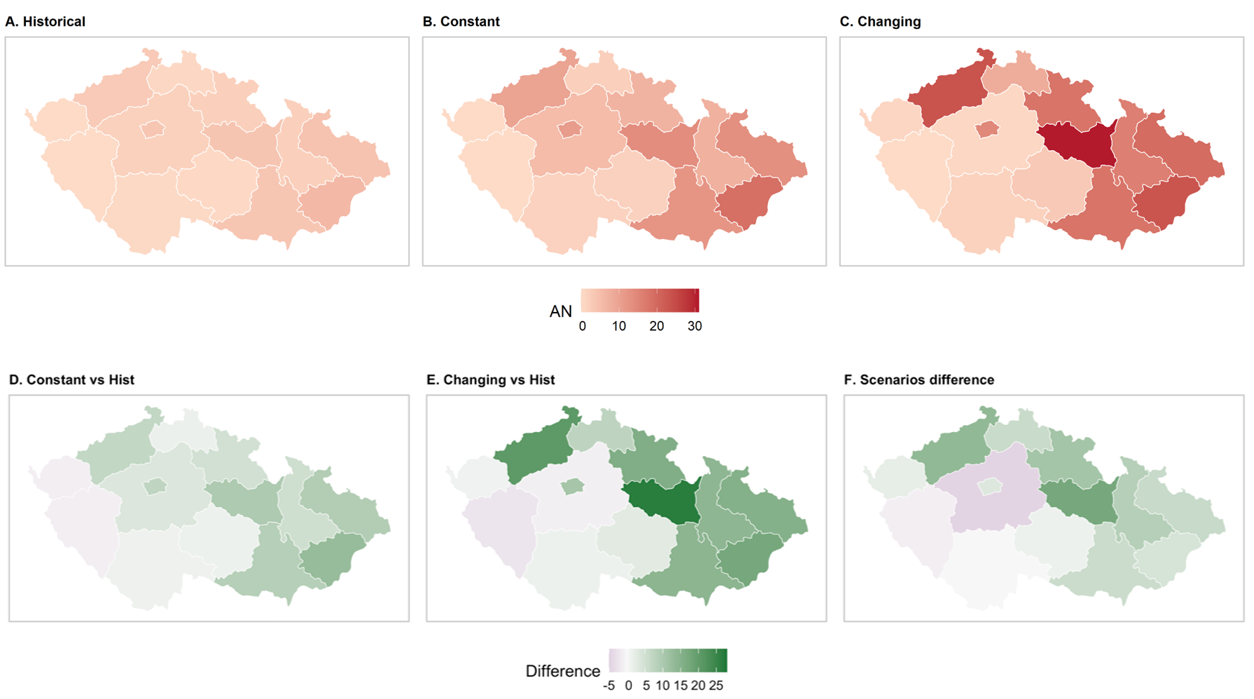 A. Historical
B. Constant
C. Changing
AN
0 10 20 30
D. Constant vs Hist
E. Changing vs Hist
F. Scenarios difference
Difference
-5 0 5 10 15 20 25